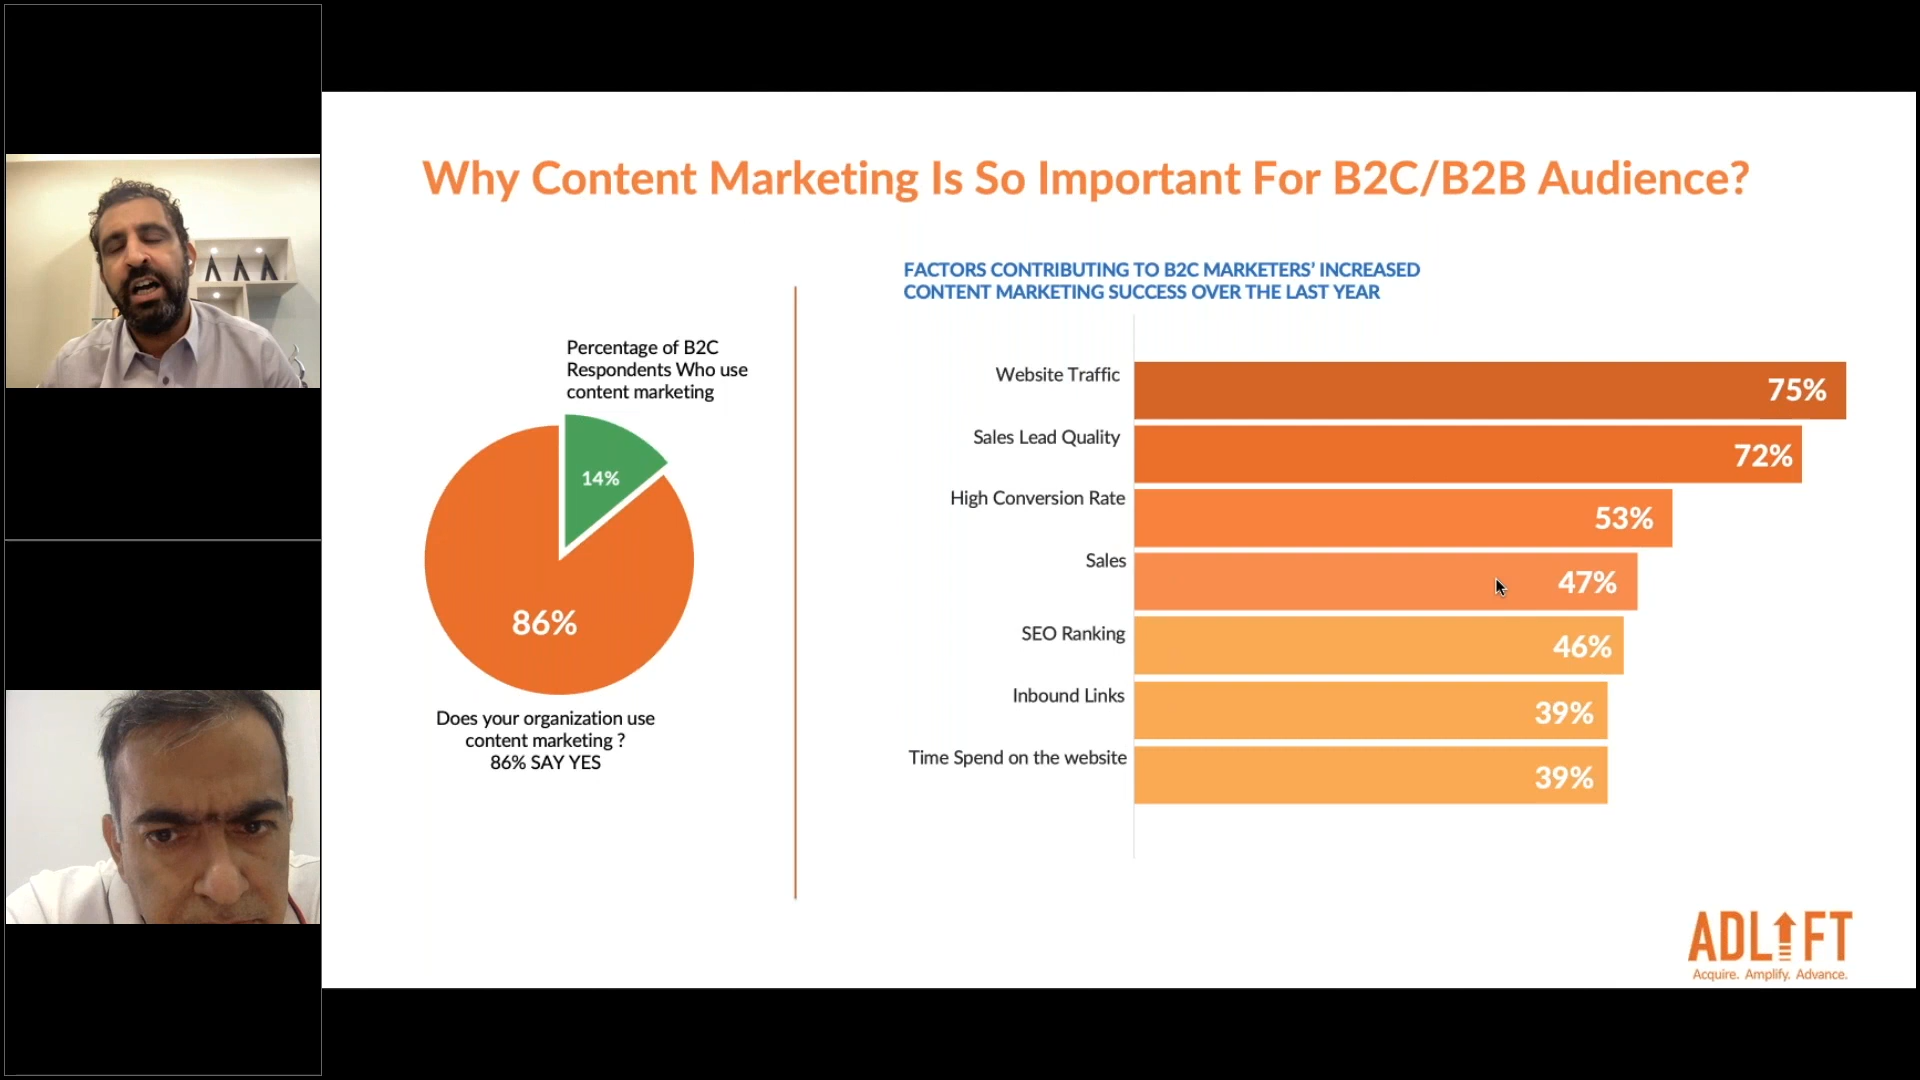 Why Content Marketing Is So Important For B2C/B2B Audience?
Percentage of B2C
Respondents Who use
content marketing
14%
86%
Does your organization use
content marketing ?
86% SAY YES
FACTORS CONTRIBUTING TO B2C MARKETERS’ INCREASED
CONTENT MARKETING SUCCESS OVER THE LAST YEAR
Website Traffic
75%
Sales Lead Quality
72%
High Conversion Rate
53%
Sales
47%
SEO Ranking
46%
Inbound Links
39%
Time Spend on the website
39%
ADLIFT
Acquire. Amplify. Advance.